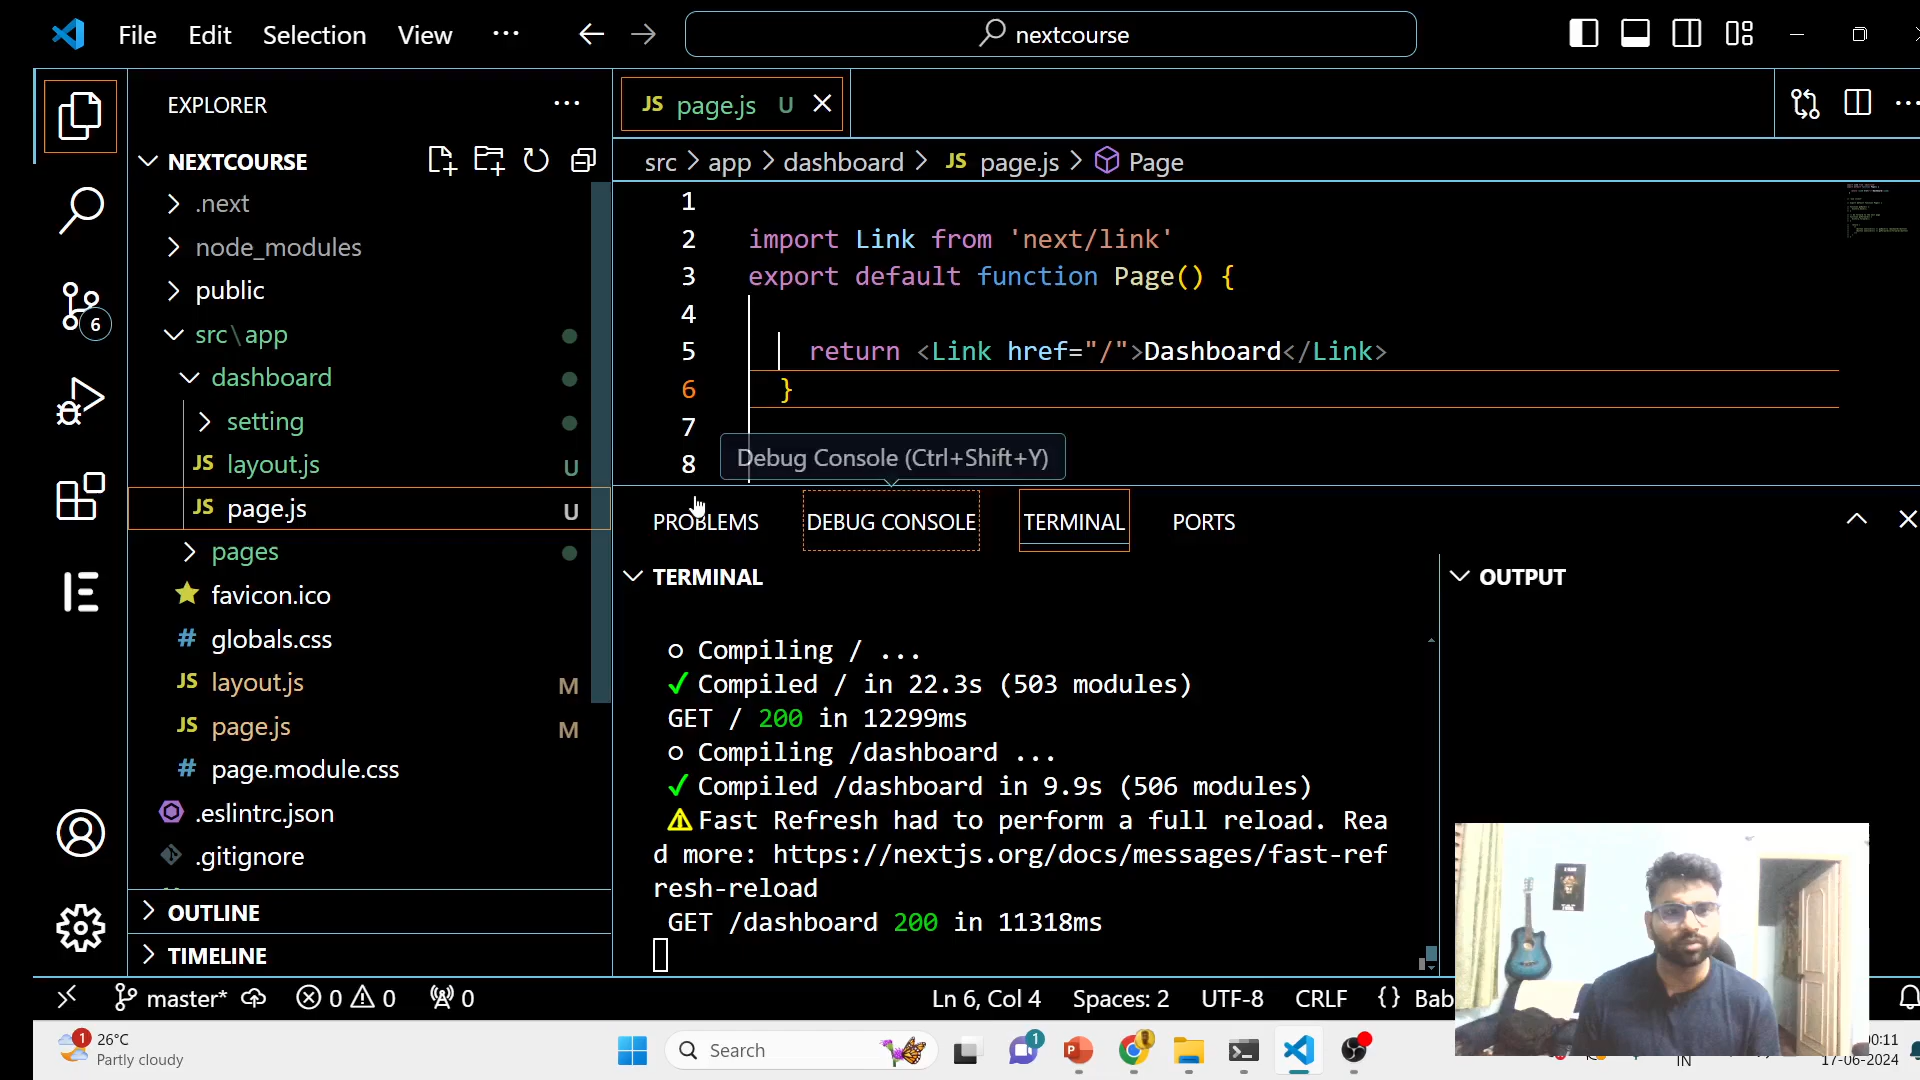 File Edit Selection View ...
nextcourse
EXPLORER
NEXTCOURSE
.next
node_modules
public
src\app
dashboard
setting
JS layout.js U
JS page.js U
pages
favicon.ico
# globals.css
JS layout.js M
JS page.js M
# page.module.css
.eslintrc.json
.gitignore
OUTLINE
TIMELINE
6
JS page.js U
src > app > dashboard > JS page.js > Page
1
2 import Link from 'next/link'
3 export default function Page() {
4
5 return <Link href="/">Dashboard</Link>
6 }
7
8
Debug Console (Ctrl+Shift+Y)
PROBLEMS DEBUG CONSOLE TERMINAL PORTS
TERMINAL
OUTPUT
○ Compiling / ...
✓ Compiled / in 22.3s (503 modules)
GET / 200 in 12299ms
○ Compiling /dashboard ...
✓ Compiled /dashboard in 9.9s (506 modules)
⚠ Fast Refresh had to perform a full reload. Rea
d more: https://nextjs.org/docs/messages/fast-ref
resh-reload
GET /dashboard 200 in 11318ms
master* 0 0 0 Ln 6, Col 4 Spaces: 2 UTF-8 CRLF {} Bab
1 26°C
Partly cloudy
Search
1
IN
17-06-2024